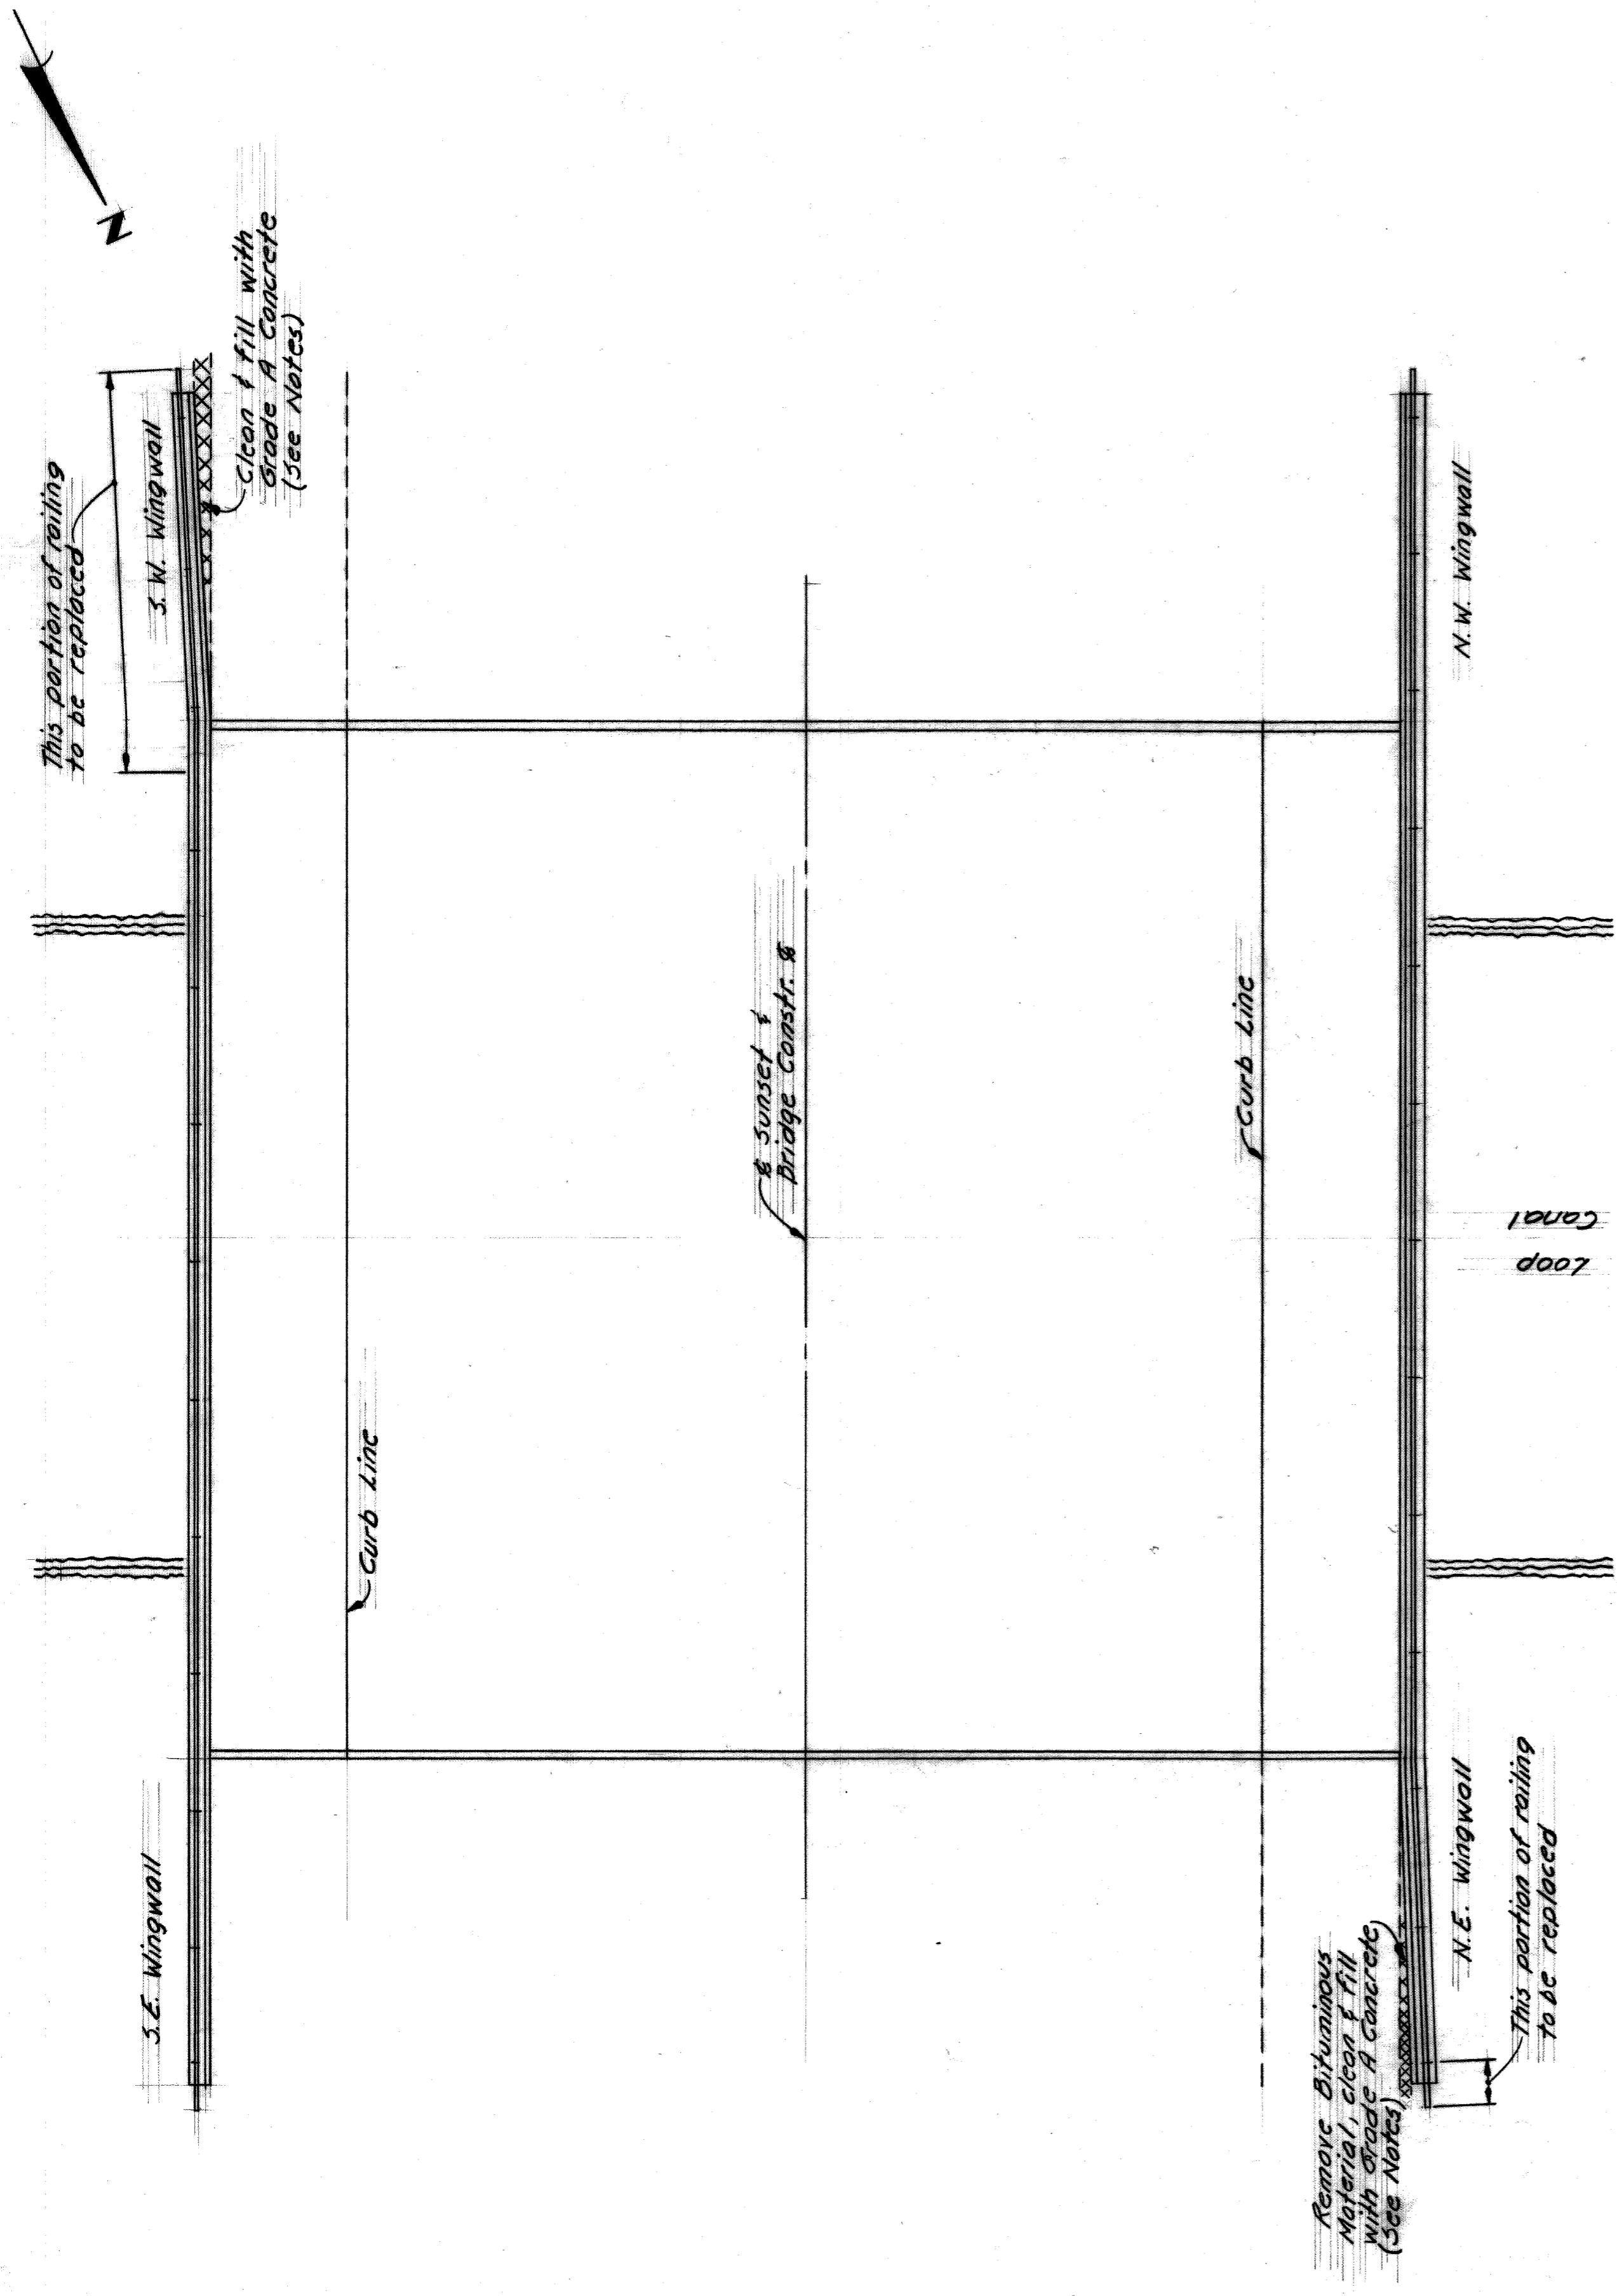 N
This portion of railing
to be replaced
S. W. Wingwall
Clean & fill with
Grade A Concrete
(See Notes)
N. W. Wingwall
℄ Sunset &
Bridge Constr. ℄
Curb Line
Curb Line
Loop
Canal
S.E. Wingwall
N.E. Wingwall
This portion of railing
to be replaced
Remove Bituminous
Material, clean & fill
with Grade A Concrete
(See Notes)